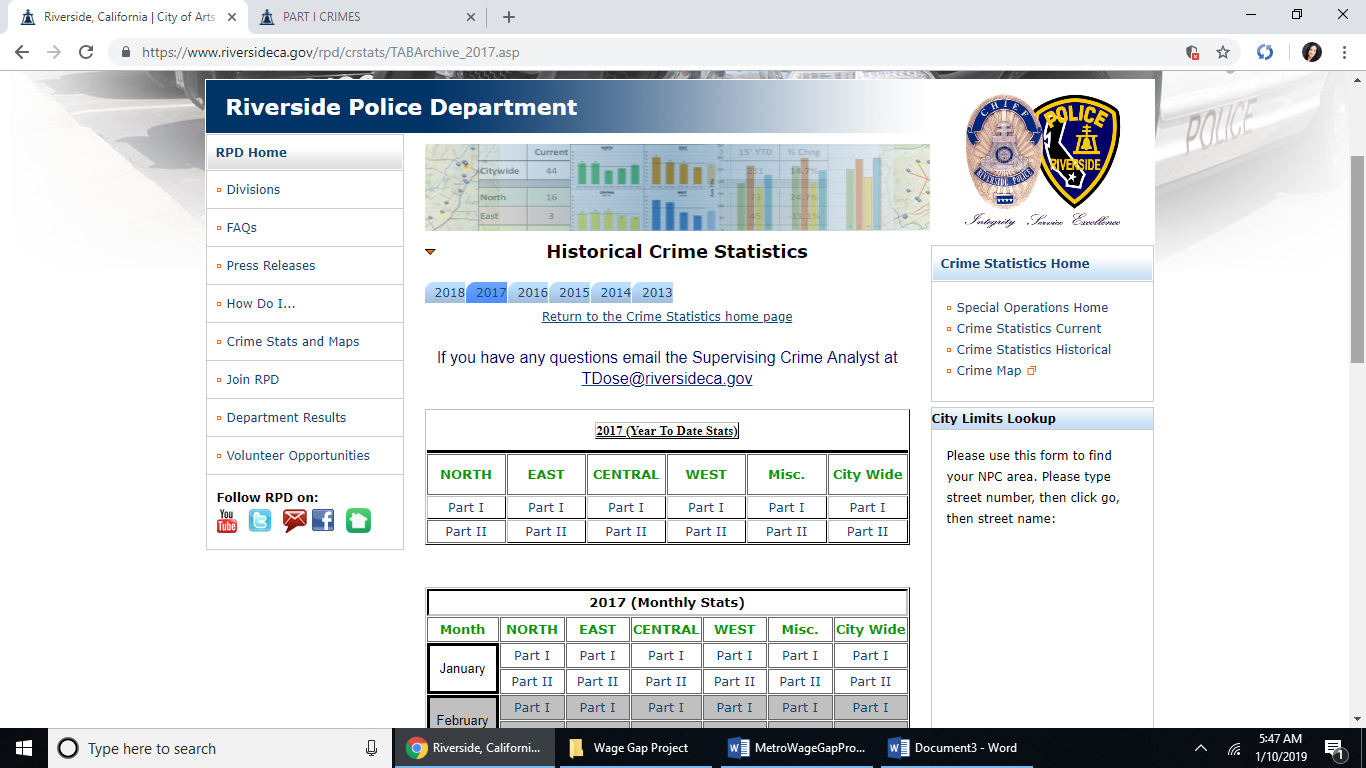 Riverside, California | City of Arts
PART I CRIMES
https://www.riversideca.gov/rpd/crstats/TABArchive_2017.asp
Riverside Police Department
CHIEF
RIVERSIDE POLICE
POLICE
RIVERSIDE
Integrity Service Excellence
POLICE
RPD Home
Divisions
FAQs
Press Releases
How Do I...
Crime Stats and Maps
Join RPD
Department Results
Volunteer Opportunities
Follow RPD on:
You
Tube
Current
Citywide 44
North 16
East 3
YTD % Chng
Historical Crime Statistics
2018 2017 2016 2015 2014 2013
Return to the Crime Statistics home page
If you have any questions email the Supervising Crime Analyst at
TDose@riversideca.gov
2017 (Year To Date Stats)
NORTH EAST CENTRAL WEST Misc. City Wide
Part I Part I Part I Part I Part I Part I
Part II Part II Part II Part II Part II Part II
2017 (Monthly Stats)
Month NORTH EAST CENTRAL WEST Misc. City Wide
January
Part I Part I Part I Part I Part I Part I
Part II Part II Part II Part II Part II Part II
February
Part I Part I Part I Part I Part I Part I
Crime Statistics Home
Special Operations Home
Crime Statistics Current
Crime Statistics Historical
Crime Map
City Limits Lookup
Please use this form to find
your NPC area. Please type
street number, then click go,
then street name:
Type here to search
Riverside, Californi...
Wage Gap Project
MetroWageGapPro...
Document3 - Word
5:47 AM
1/10/2019
1